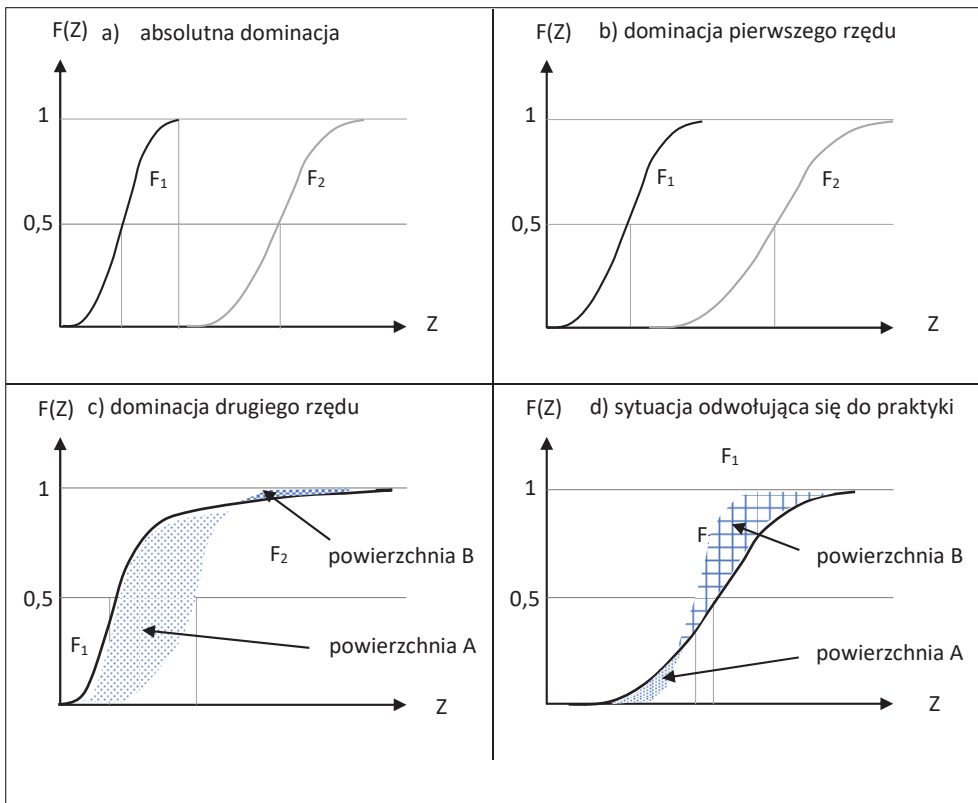 F(Z) a) absolutna dominacja
1
F₁
F₂
0,5
Z
F(Z) b) dominacja pierwszego rzędu
1
F₁
F₂
0,5
Z
F(Z) c) dominacja drugiego rzędu
1
F₂
powierzchnia B
0,5
F₁
powierzchnia A
Z
F(Z) d) sytuacja odwołująca się do praktyki
F₁
1
F
powierzchnia B
0,5
powierzchnia A
Z